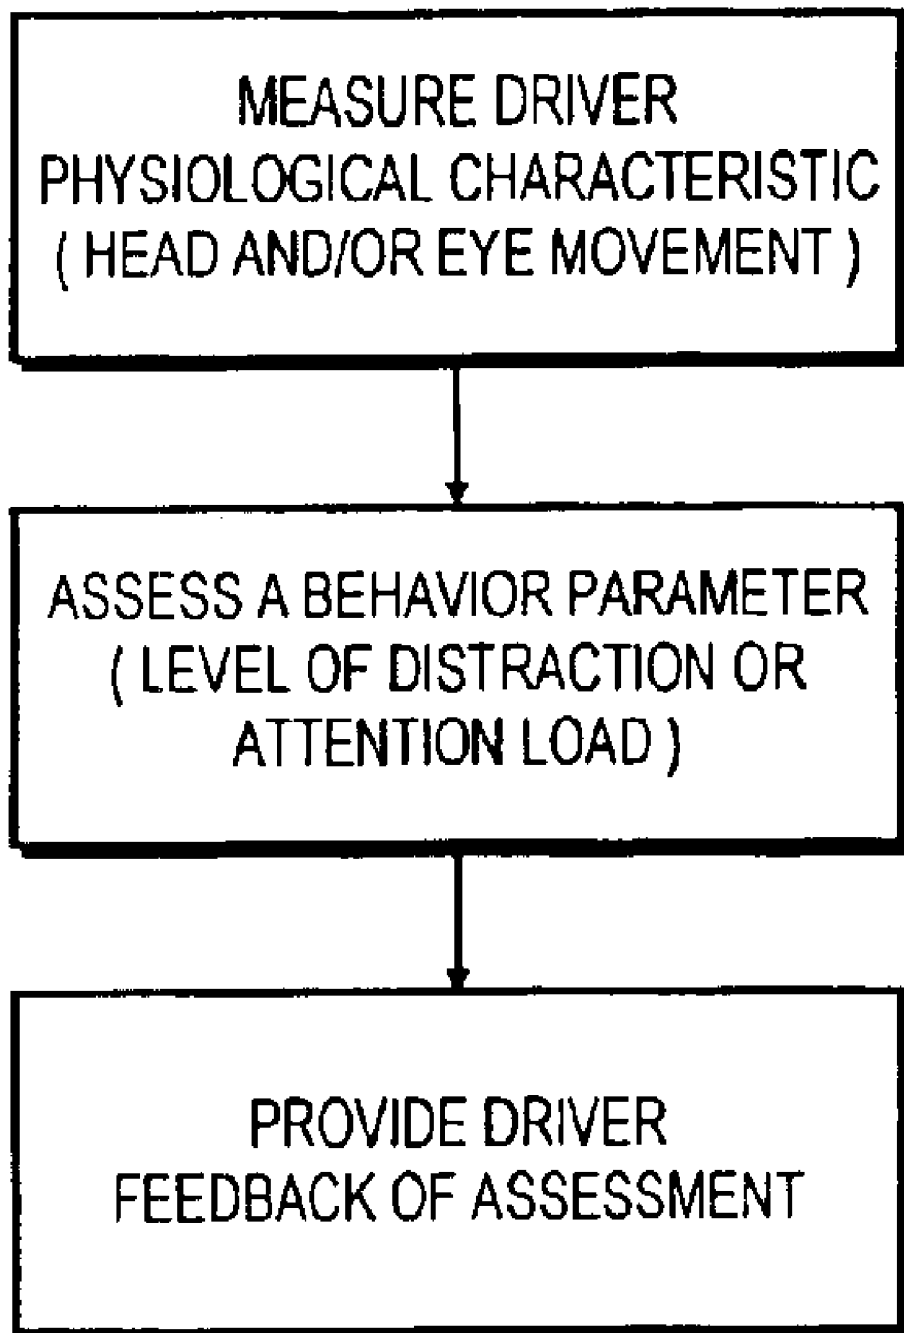 MEASURE DRIVER
PHYSIOLOGICAL CHARACTERISTIC
( HEAD AND/OR EYE MOVEMENT )
ASSESS A BEHAVIOR PARAMETER
( LEVEL OF DISTRACTION OR
ATTENTION LOAD )
PROVIDE DRIVER
FEEDBACK OF ASSESSMENT